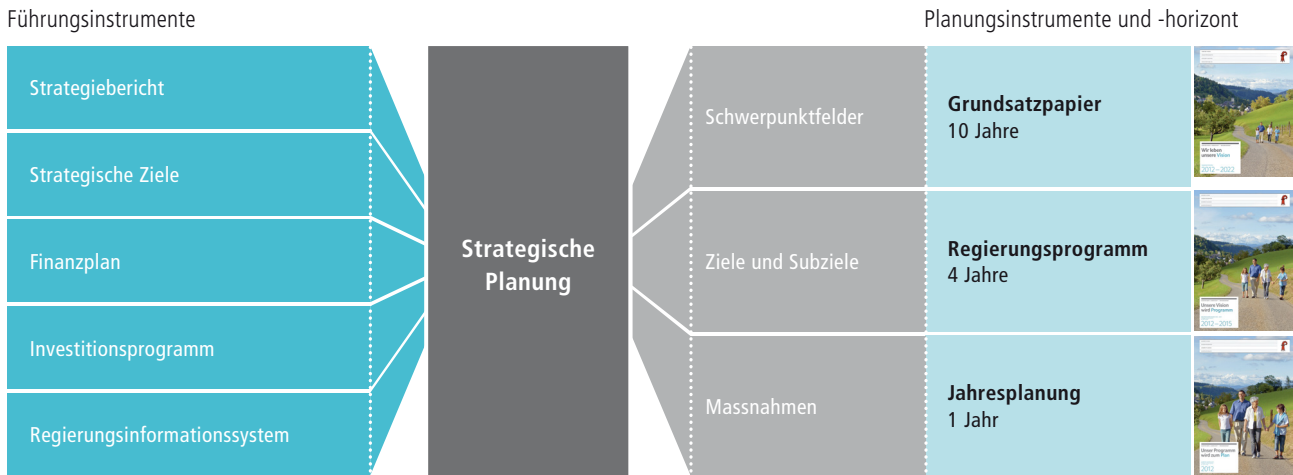 Führungsinstrumente
Planungsinstrumente und -horizont
Strategiebericht
Strategische Ziele
Finanzplan
Investitionsprogramm
Regierungsinformationssystem
Strategische
Planung
Schwerpunktfelder
Ziele und Subziele
Massnahmen
Grundsatzpapier
10 Jahre
Regierungsprogramm
4 Jahre
Jahresplanung
1 Jahr
Wir leben
unsere Vision
2012 – 2022
Unsere Vision
wird Programm
2012 – 2015
Unser Programm
wird zum Plan
2012